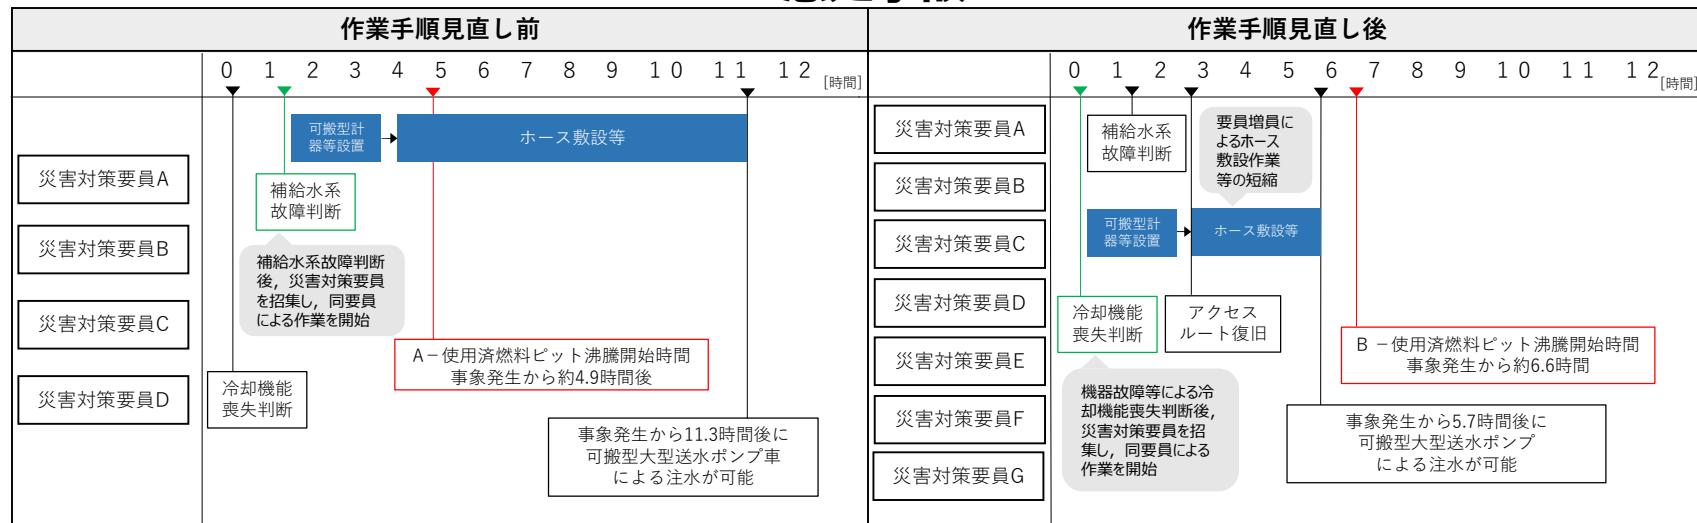 作業手順見直し前
0 1 2 3 4 5 6 7 8 9 10 11 12 [時間]
災害対策要員A
災害対策要員B
災害対策要員C
災害対策要員D
可搬型計
器等設置
ホース敷設等
補給水系
故障判断
補給水系故障判断
後，災害対策要員
を招集し，同要員
による作業を開始
A－使用済燃料ピット沸騰開始時間
事象発生から約4.9時間後
冷却機能
喪失判断
事象発生から11.3時間後に
可搬型大型送水ポンプ車
による注水が可能
作業手順見直し後
0 1 2 3 4 5 6 7 8 9 10 11 12 [時間]
災害対策要員A
災害対策要員B
災害対策要員C
災害対策要員D
災害対策要員E
災害対策要員F
災害対策要員G
補給水系
故障判断
要員増員に
よるホース
敷設作業
等の短縮
可搬型計
器等設置
ホース敷設等
冷却機能
喪失判断
アクセス
ルート復旧
B－使用済燃料ピット沸騰開始時間
事象発生から約6.6時間
機器故障等による冷
却機能喪失判断後，
災害対策要員を招
集し，同要員による
作業を開始
事象発生から5.7時間後に
可搬型大型送水ポンプ
による注水が可能